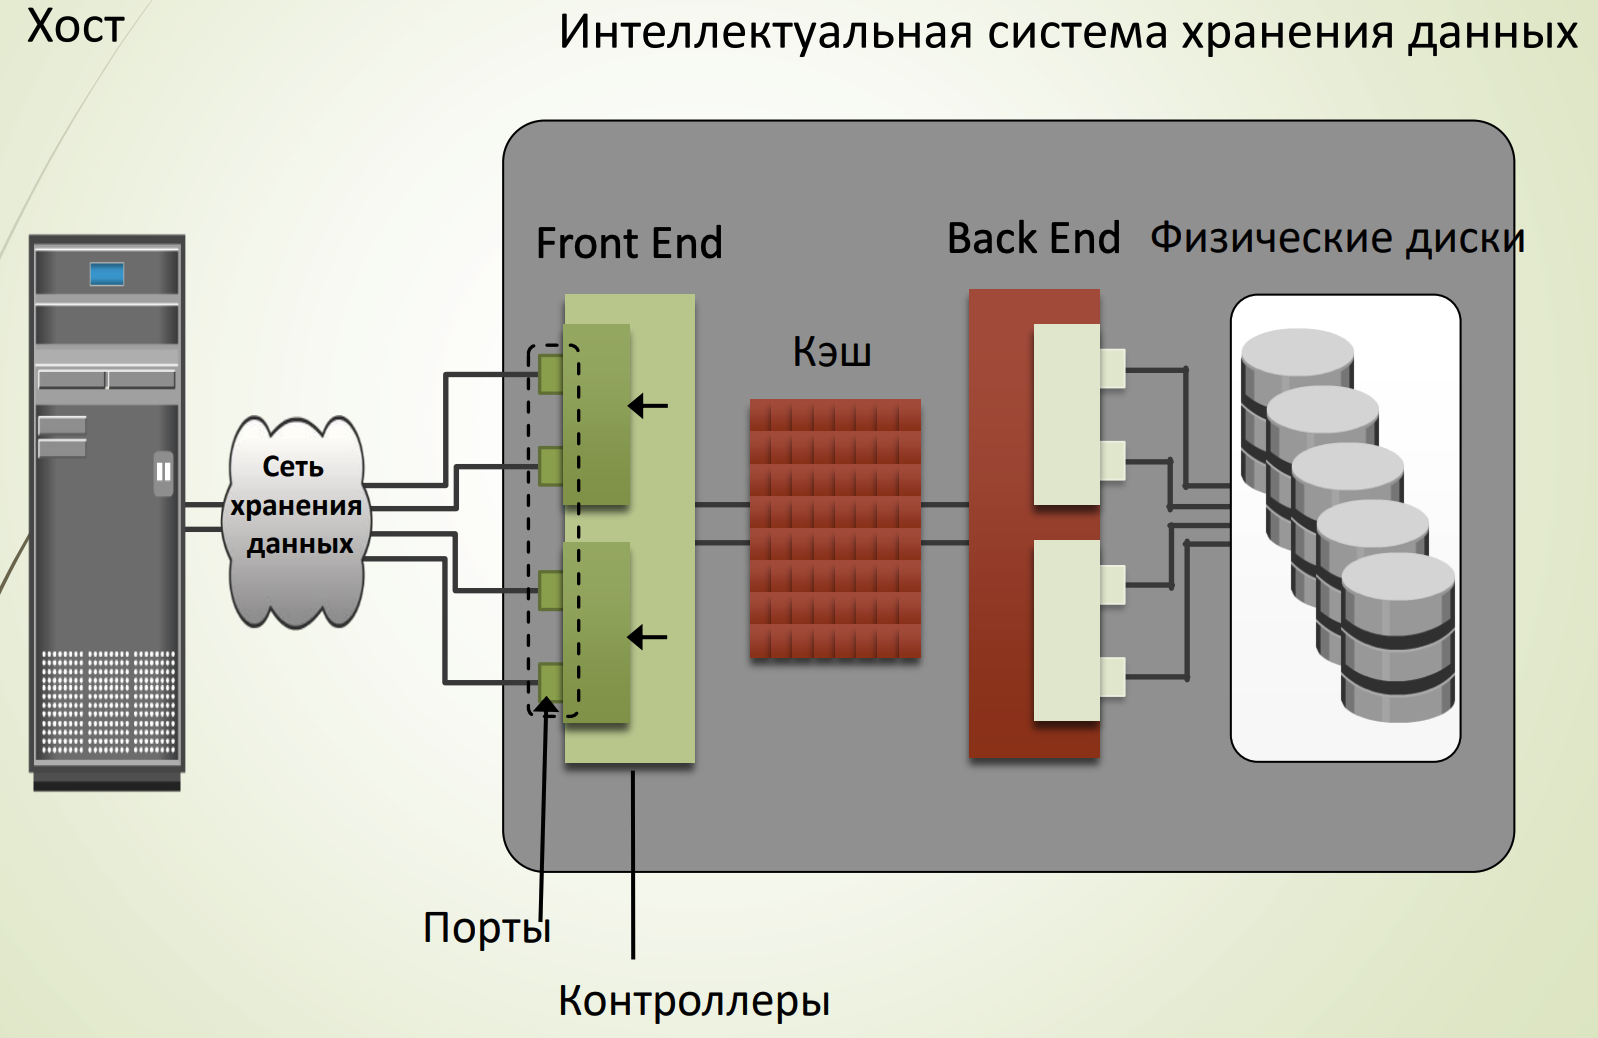 Хост
Интеллектуальная система хранения данных
Front End
Back End
Физические диски
Кэш
Сеть
хранения
данных
Порты
Контроллеры